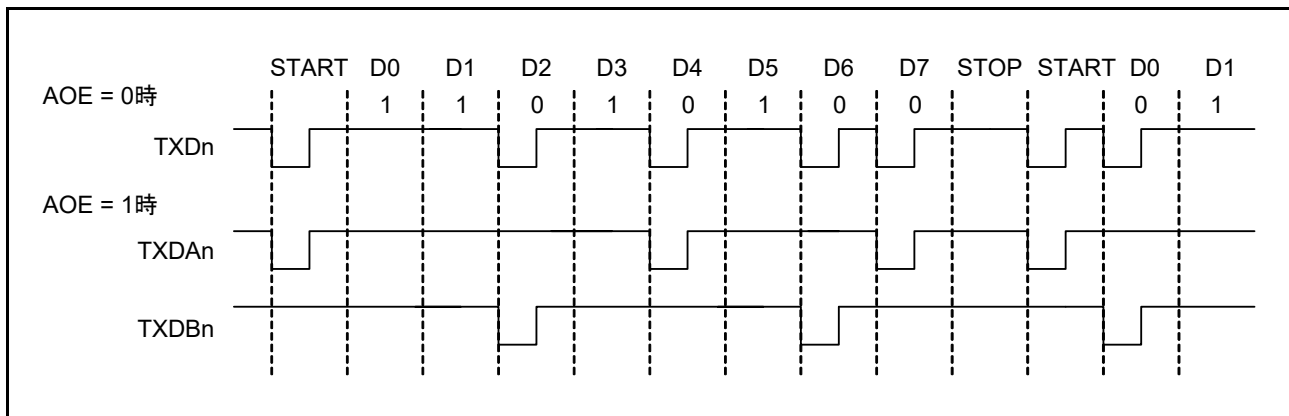 START D0 D1 D2 D3 D4 D5 D6 D7 STOP START D0 D1
AOE = 0時
1 1 0 1 0 1 0 0 0 1
TXDn
AOE = 1時
TXDAn
TXDBn